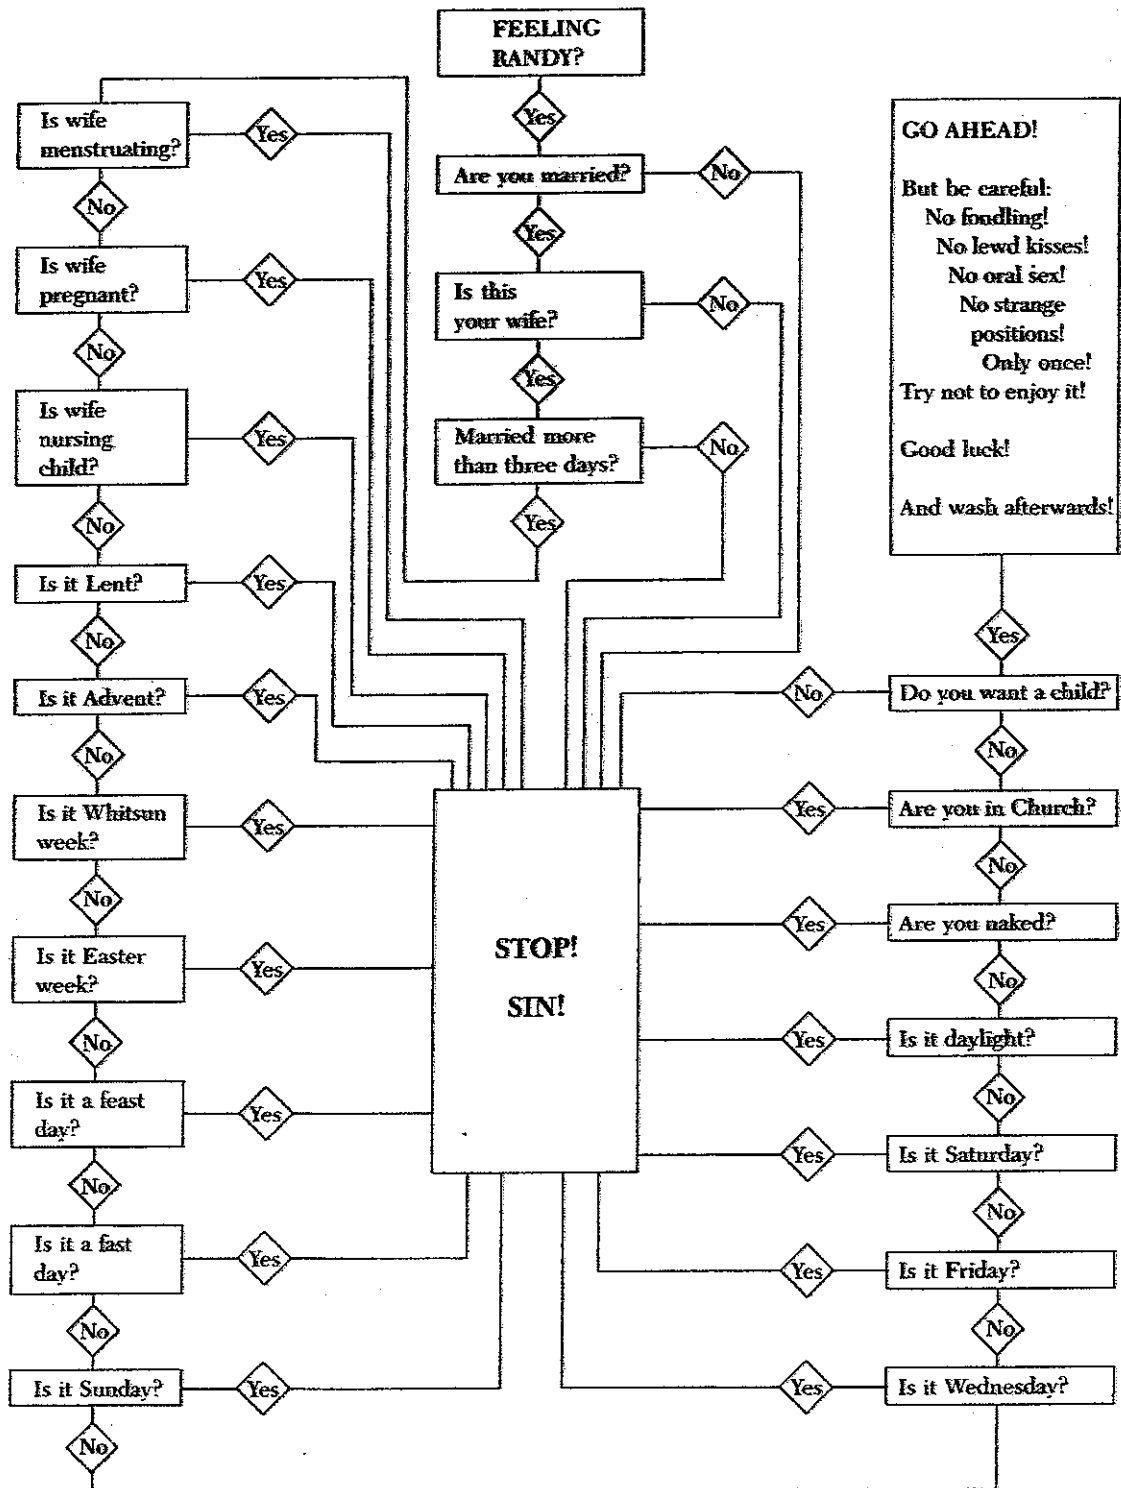 FEELING
RANDY?
Yes
Are you married?
No
Yes
Is this
your wife?
No
Yes
Married more
than three days?
No
Yes
Is wife
menstruating?
Yes
No
Is wife
pregnant?
Yes
No
Is wife
nursing
child?
Yes
No
Is it Lent?
Yes
No
Is it Advent?
Yes
No
Is it Whitsun
week?
Yes
No
Is it Easter
week?
Yes
No
Is it a feast
day?
Yes
No
Is it a fast
day?
Yes
No
Is it Sunday?
Yes
No
STOP!
SIN!
Is it Wednesday?
Yes
No
Is it Friday?
Yes
No
Is it Saturday?
Yes
No
Is it daylight?
Yes
No
Are you naked?
Yes
No
Are you in Church?
Yes
No
Do you want a child?
No
Yes
GO AHEAD!
But be careful:
No fondling!
No lewd kisses!
No oral sex!
No strange
positions!
Only once!
Try not to enjoy it!
Good luck!
And wash afterwards!